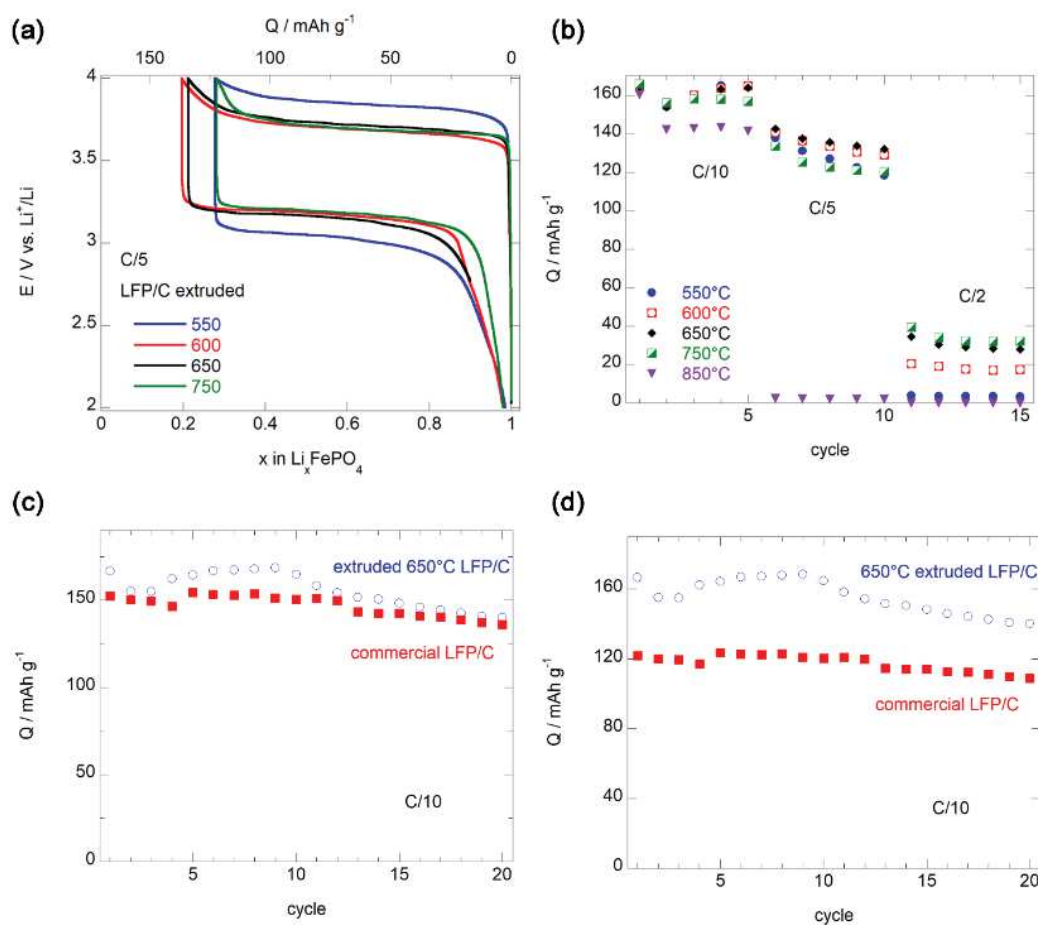 (a)
Q / mAh g⁻¹
150 100 50 0
4
3
2
E / V vs. Li⁺/Li
C/5
LFP/C extruded
550
600
650
750
0 0.2 0.4 0.6 0.8 1
x in LiₓFePO₄
(b)
160
140
120
100
80
60
40
20
0
Q / mAh g⁻¹
C/10
C/5
C/2
550°C
600°C
650°C
750°C
850°C
0 5 10 15
cycle
(c)
150
100
50
0
Q / mAh g⁻¹
extruded 650°C LFP/C
commercial LFP/C
C/10
5 10 15 20
cycle
(d)
160
120
80
40
0
Q / mAh g⁻¹
650°C extruded LFP/C
commercial LFP/C
C/10
5 10 15 20
cycle